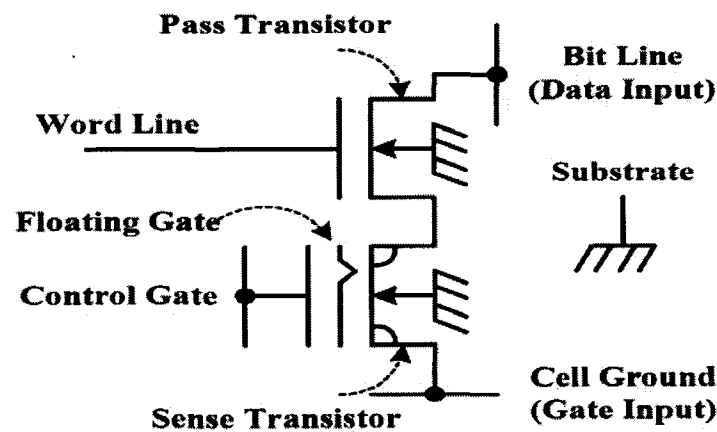 Pass Transistor
Bit Line
(Data Input)
Word Line
Substrate
Floating Gate
Control Gate
Cell Ground
(Gate Input)
Sense Transistor